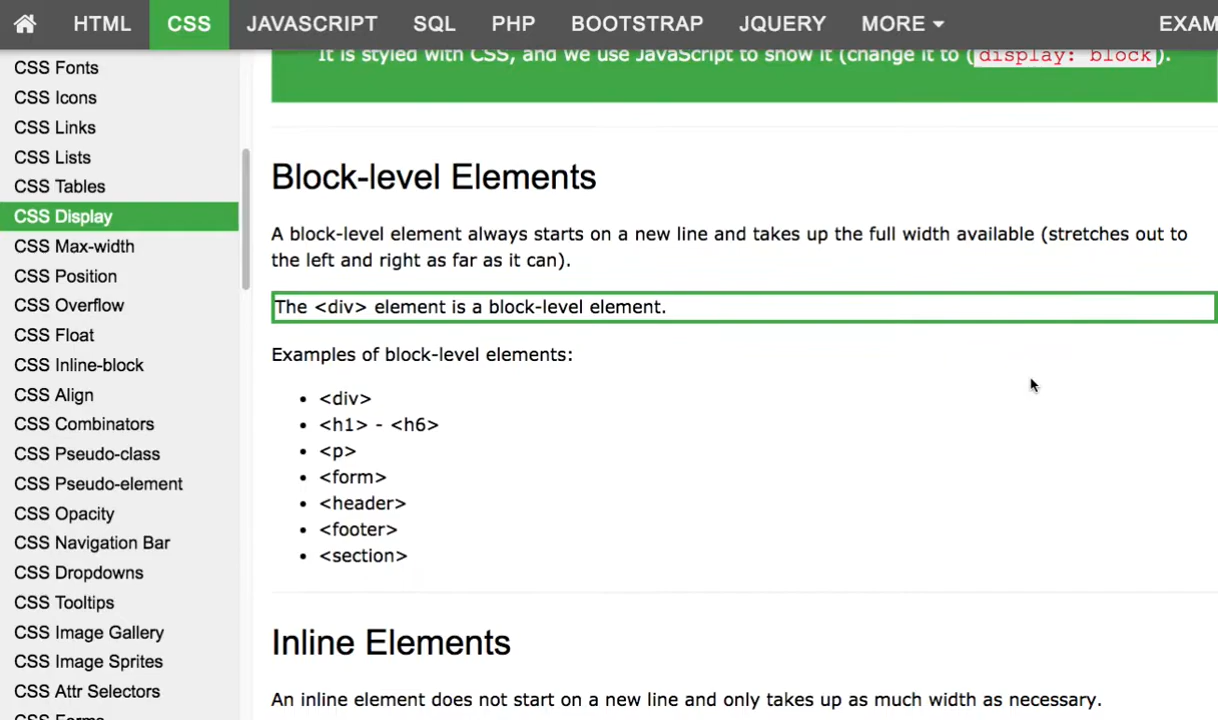 HTML CSS JAVASCRIPT SQL PHP BOOTSTRAP JQUERY MORE EXAM
CSS Fonts
CSS Icons
CSS Links
CSS Lists
CSS Tables
CSS Display
CSS Max-width
CSS Position
CSS Overflow
CSS Float
CSS Inline-block
CSS Align
CSS Combinators
CSS Pseudo-class
CSS Pseudo-element
CSS Opacity
CSS Navigation Bar
CSS Dropdowns
CSS Tooltips
CSS Image Gallery
CSS Image Sprites
CSS Attr Selectors
CSS Forms
It is styled with CSS, and we use JavaScript to show it (change it to (display: block).
Block-level Elements
A block-level element always starts on a new line and takes up the full width available (stretches out to
the left and right as far as it can).
The <div> element is a block-level element.
Examples of block-level elements:
• <div>
• <h1> - <h6>
• <p>
• <form>
• <header>
• <footer>
• <section>
Inline Elements
An inline element does not start on a new line and only takes up as much width as necessary.